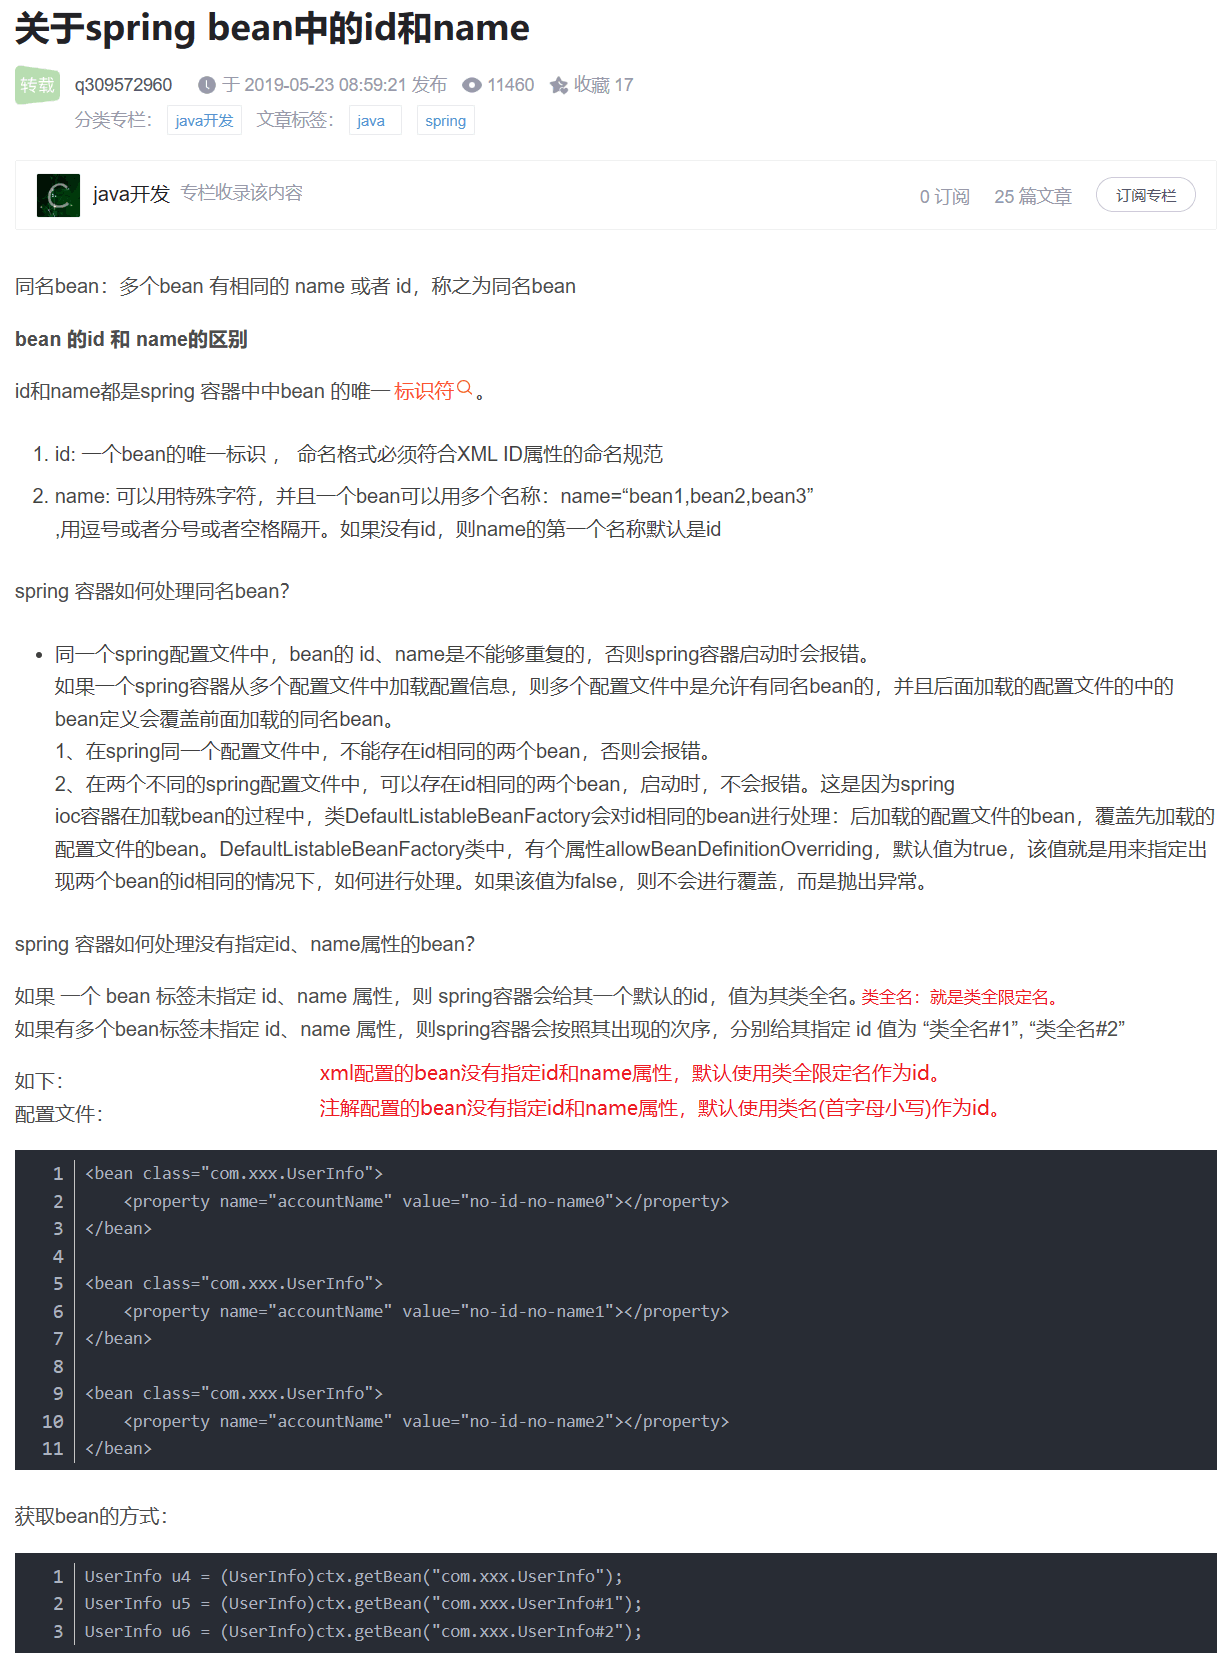 关于spring bean中的id和name
转载 q309572960 于 2019-05-23 08:59:21 发布 11460 收藏 17
分类专栏： java开发 文章标签： java spring
java开发 专栏收录该内容 0 订阅 25 篇文章 订阅专栏
同名bean：多个bean 有相同的 name 或者 id，称之为同名bean
bean 的id 和 name的区别
id和name都是spring 容器中中bean 的唯一标识符。
1. id: 一个bean的唯一标识 ， 命名格式必须符合XML ID属性的命名规范
2. name: 可以用特殊字符，并且一个bean可以用多个名称：name=“bean1,bean2,bean3”
,用逗号或者分号或者空格隔开。如果没有id，则name的第一个名称默认是id
spring 容器如何处理同名bean？
• 同一个spring配置文件中，bean的 id、name是不能够重复的，否则spring容器启动时会报错。
如果一个spring容器从多个配置文件中加载配置信息，则多个配置文件中是允许有同名bean的，并且后面加载的配置文件的中的
bean定义会覆盖前面加载的同名bean。
1、在spring同一个配置文件中，不能存在id相同的两个bean，否则会报错。
2、在两个不同的spring配置文件中，可以存在id相同的两个bean，启动时，不会报错。这是因为spring
ioc容器在加载bean的过程中，类DefaultListableBeanFactory会对id相同的bean进行处理：后加载的配置文件的bean，覆盖先加载的
配置文件的bean。DefaultListableBeanFactory类中，有个属性allowBeanDefinitionOverriding，默认值为true，该值就是用来指定出
现两个bean的id相同的情况下，如何进行处理。如果该值为false，则不会进行覆盖，而是抛出异常。
spring 容器如何处理没有指定id、name属性的bean？
如果 一个 bean 标签未指定 id、name 属性，则 spring容器会给其一个默认的id，值为其类全名。类全名：就是类全限定名。
如果有多个bean标签未指定 id、name 属性，则spring容器会按照其出现的次序，分别给其指定 id 值为 “类全名#1”, “类全名#2”
如下：
xml配置的bean没有指定id和name属性，默认使用类全限定名作为id。
注解配置的bean没有指定id和name属性，默认使用类名(首字母小写)作为id。
配置文件：
1 <bean class="com.xxx.UserInfo">
2     <property name="accountName" value="no-id-no-name0"></property>
3 </bean>
4
5 <bean class="com.xxx.UserInfo">
6     <property name="accountName" value="no-id-no-name1"></property>
7 </bean>
8
9 <bean class="com.xxx.UserInfo">
10     <property name="accountName" value="no-id-no-name2"></property>
11 </bean>
获取bean的方式：
1 UserInfo u4 = (UserInfo)ctx.getBean("com.xxx.UserInfo");
2 UserInfo u5 = (UserInfo)ctx.getBean("com.xxx.UserInfo#1");
3 UserInfo u6 = (UserInfo)ctx.getBean("com.xxx.UserInfo#2");